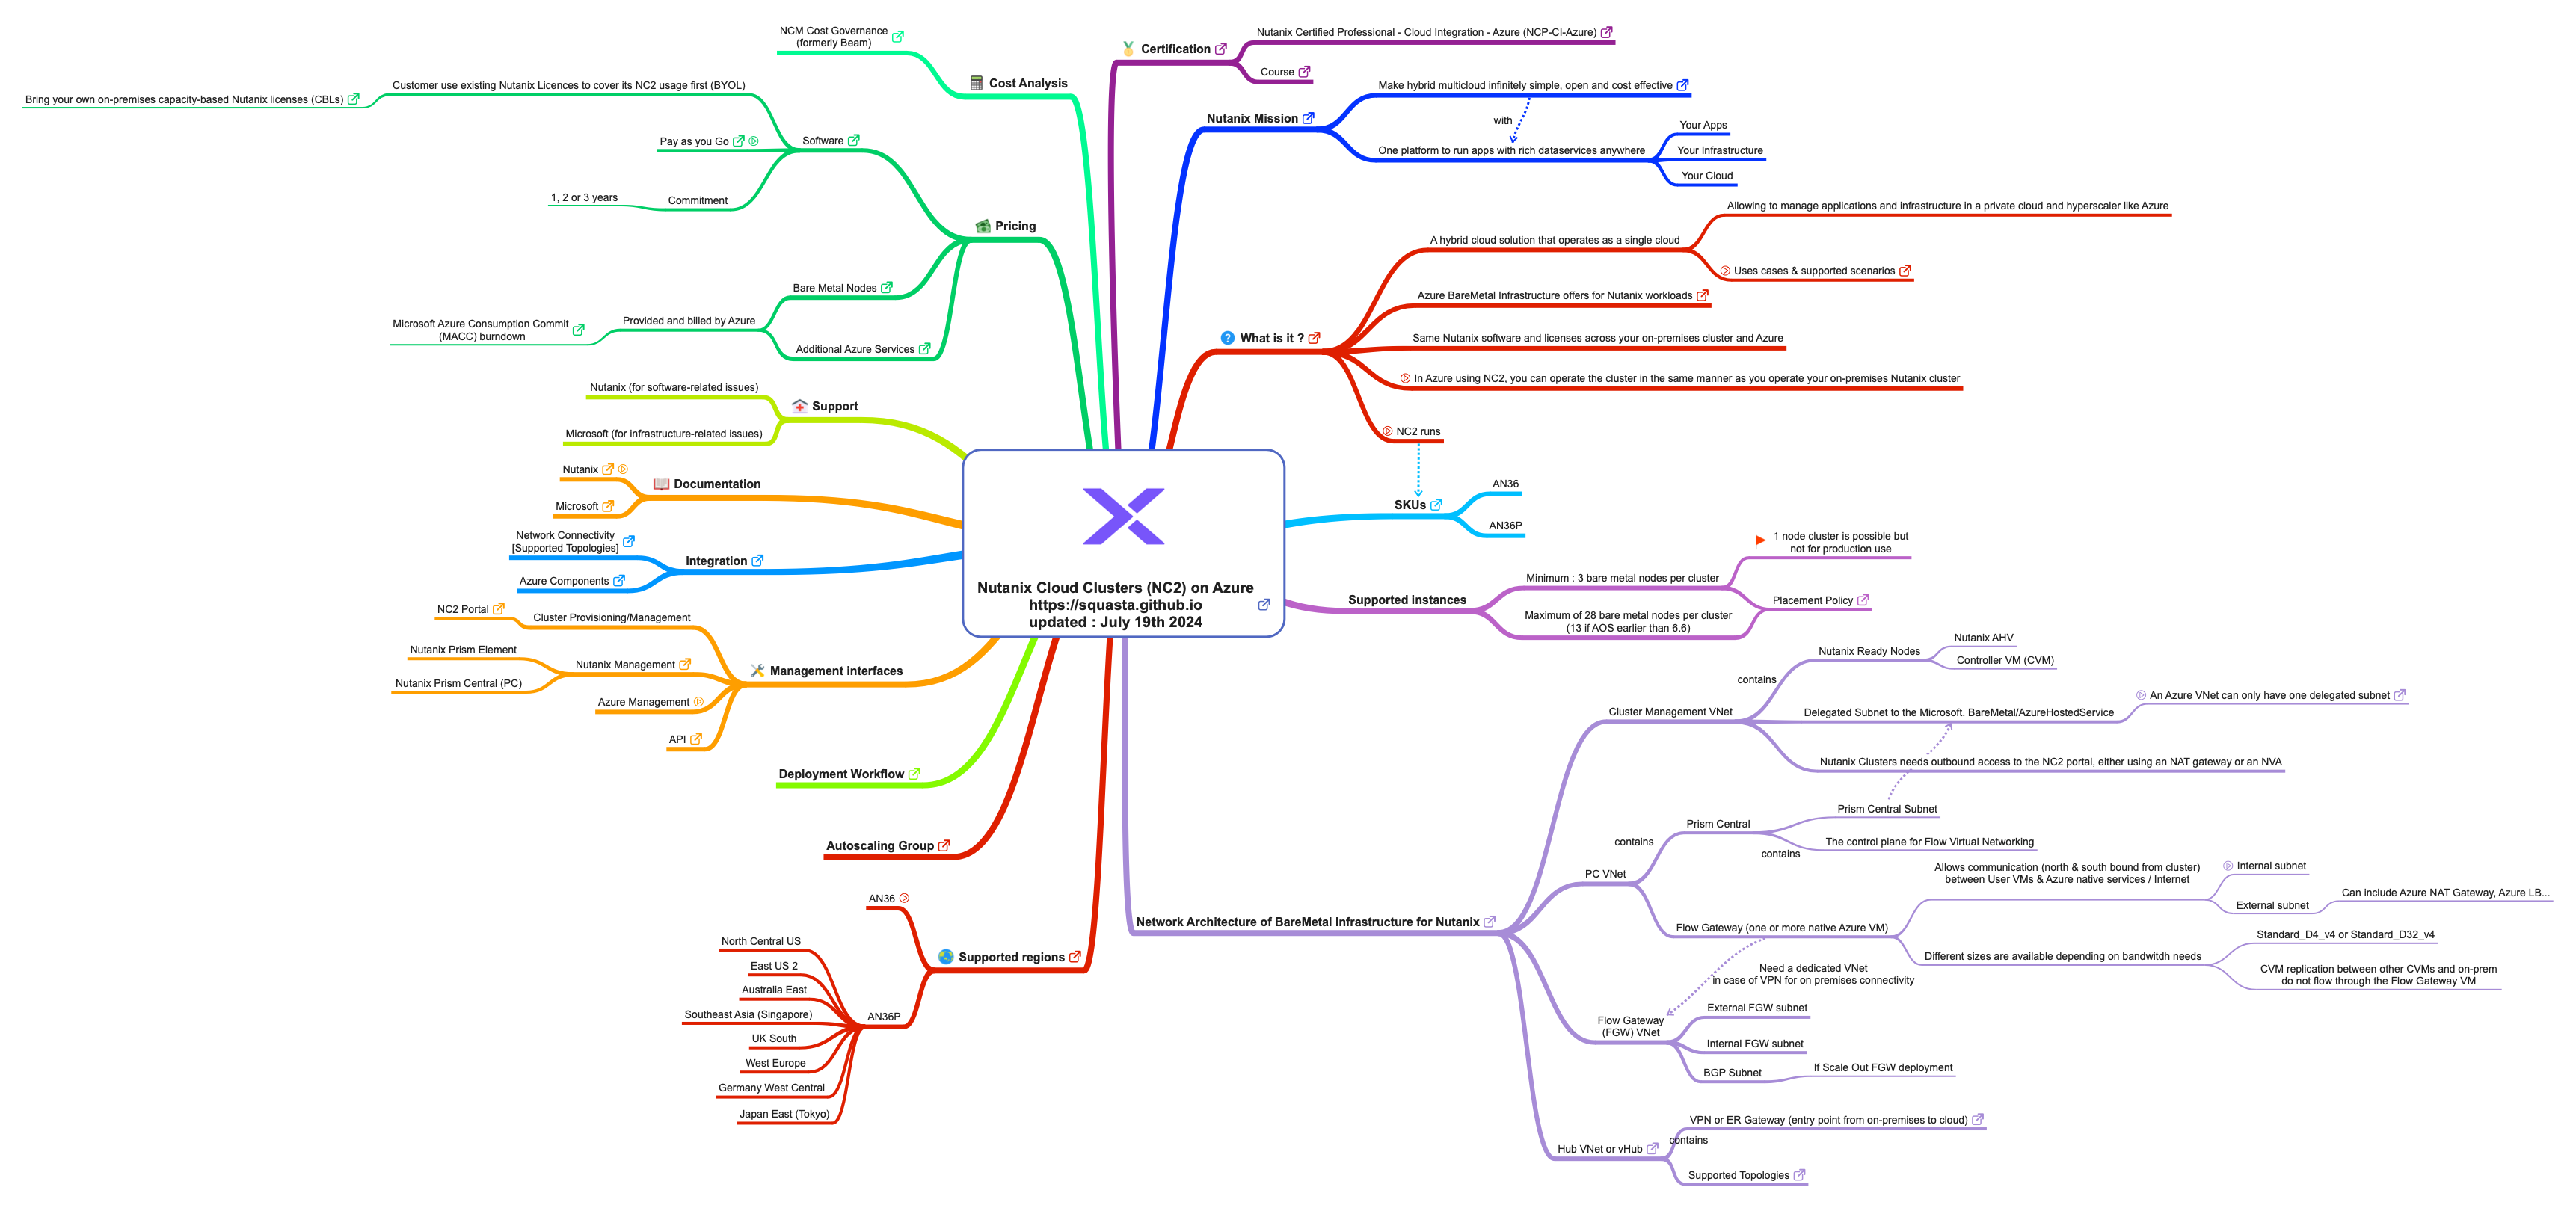 Nutanix Cloud Clusters (NC2) on Azure
https://squasta.github.io
updated : July 19th 2024
Certification
Nutanix Certified Professional - Cloud Integration - Azure (NCP-CI-Azure)
Course
Nutanix Mission
Make hybrid multicloud infinitely simple, open and cost effective
with
One platform to run apps with rich dataservices anywhere
Your Apps
Your Infrastructure
Your Cloud
What is it ?
A hybrid cloud solution that operates as a single cloud
Allowing to manage applications and infrastructure in a private cloud and hyperscaler like Azure
Uses cases & supported scenarios
Azure BareMetal Infrastructure offers for Nutanix workloads
Same Nutanix software and licenses across your on-premises cluster and Azure
In Azure using NC2, you can operate the cluster in the same manner as you operate your on-premises Nutanix cluster
NC2 runs
SKUs
AN36
AN36P
Supported instances
Minimum : 3 bare metal nodes per cluster
1 node cluster is possible but
not for production use
Placement Policy
Maximum of 28 bare metal nodes per cluster
(13 if AOS earlier than 6.6)
Network Architecture of BareMetal Infrastructure for Nutanix
Cluster Management VNet
contains
Nutanix Ready Nodes
Nutanix AHV
Controller VM (CVM)
Delegated Subnet to the Microsoft. BareMetal/AzureHostedService
An Azure VNet can only have one delegated subnet
Nutanix Clusters needs outbound access to the NC2 portal, either using an NAT gateway or an NVA
PC VNet
contains
Prism Central
Prism Central Subnet
contains
The control plane for Flow Virtual Networking
Flow Gateway (one or more native Azure VM)
Allows communication (north & south bound from cluster)
between User VMs & Azure native services / Internet
Internal subnet
External subnet
Can include Azure NAT Gateway, Azure LB...
Different sizes are available depending on bandwitdh needs
Standard_D4_v4 or Standard_D32_v4
CVM replication between other CVMs and on-prem
do not flow through the Flow Gateway VM
Need a dedicated VNet
in case of VPN for on premises connectivity
Flow Gateway
(FGW) VNet
External FGW subnet
Internal FGW subnet
BGP Subnet
If Scale Out FGW deployment
Hub VNet or vHub
contains
VPN or ER Gateway (entry point from on-premises to cloud)
Supported Topologies
Cost Analysis
NCM Cost Governance
(formerly Beam)
Pricing
Software
Customer use existing Nutanix Licences to cover its NC2 usage first (BYOL)
Bring your own on-premises capacity-based Nutanix licenses (CBLs)
Pay as you Go
Commitment
1, 2 or 3 years
Bare Metal Nodes
Additional Azure Services
Provided and billed by Azure
Microsoft Azure Consumption Commit
(MACC) burndown
Support
Nutanix (for software-related issues)
Microsoft (for infrastructure-related issues)
Documentation
Nutanix
Microsoft
Integration
Network Connectivity
[Supported Topologies]
Azure Components
Management interfaces
Cluster Provisioning/Management
NC2 Portal
Nutanix Management
Nutanix Prism Element
Nutanix Prism Central (PC)
Azure Management
API
Deployment Workflow
Autoscaling Group
Supported regions
AN36
AN36P
North Central US
East US 2
Australia East
Southeast Asia (Singapore)
UK South
West Europe
Germany West Central
Japan East (Tokyo)